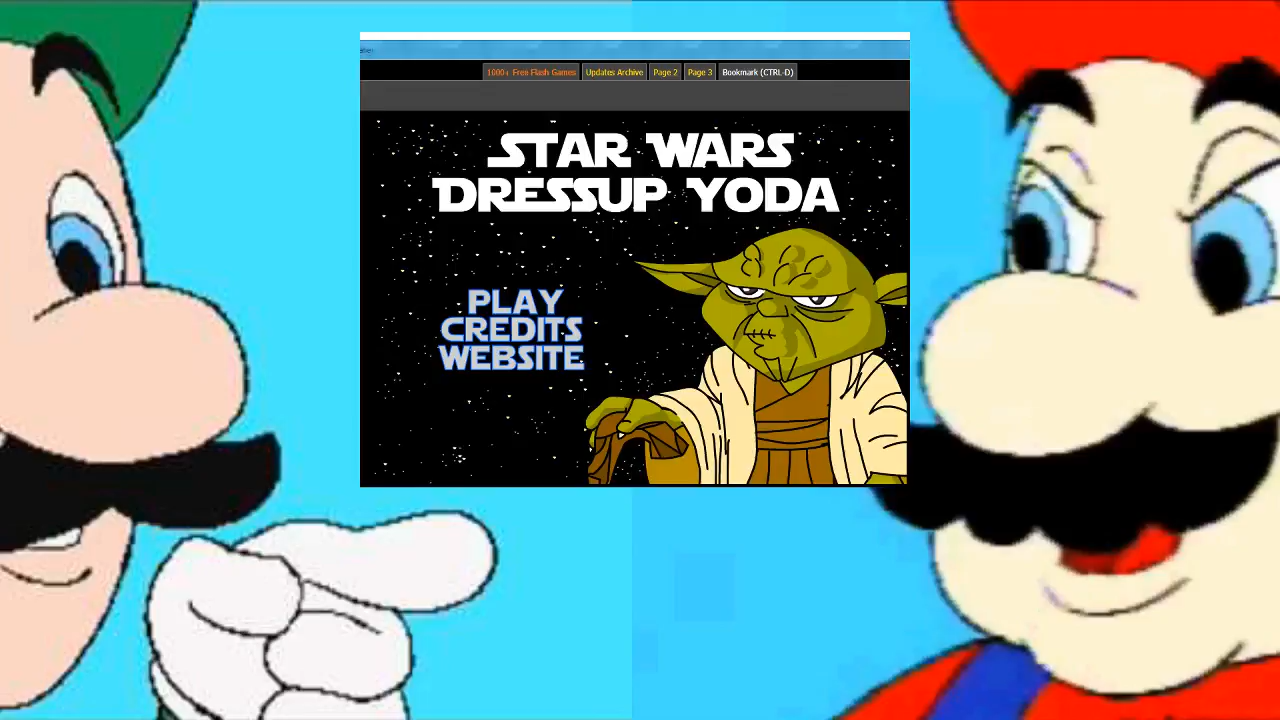 1000+ Free Flash Games Updates Archive Page 2 Page 3 Bookmark (CTRL-D)
STAR WARS
DRESSUP YODA
PLAY
CREDITS
WEBSITE